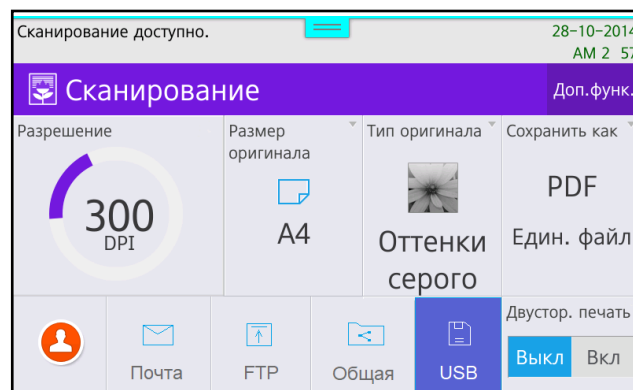 Сканирование доступно.
28-10-2014
AM 2 57
Сканирование
Доп.функ.
Разрешение
300
DPI
Размер
оригинала
A4
Тип оригинала
Оттенки
серого
Сохранить как
PDF
Един. файл
Почта
FTP
Общая
USB
Двустор. печать
Выкл
Вкл